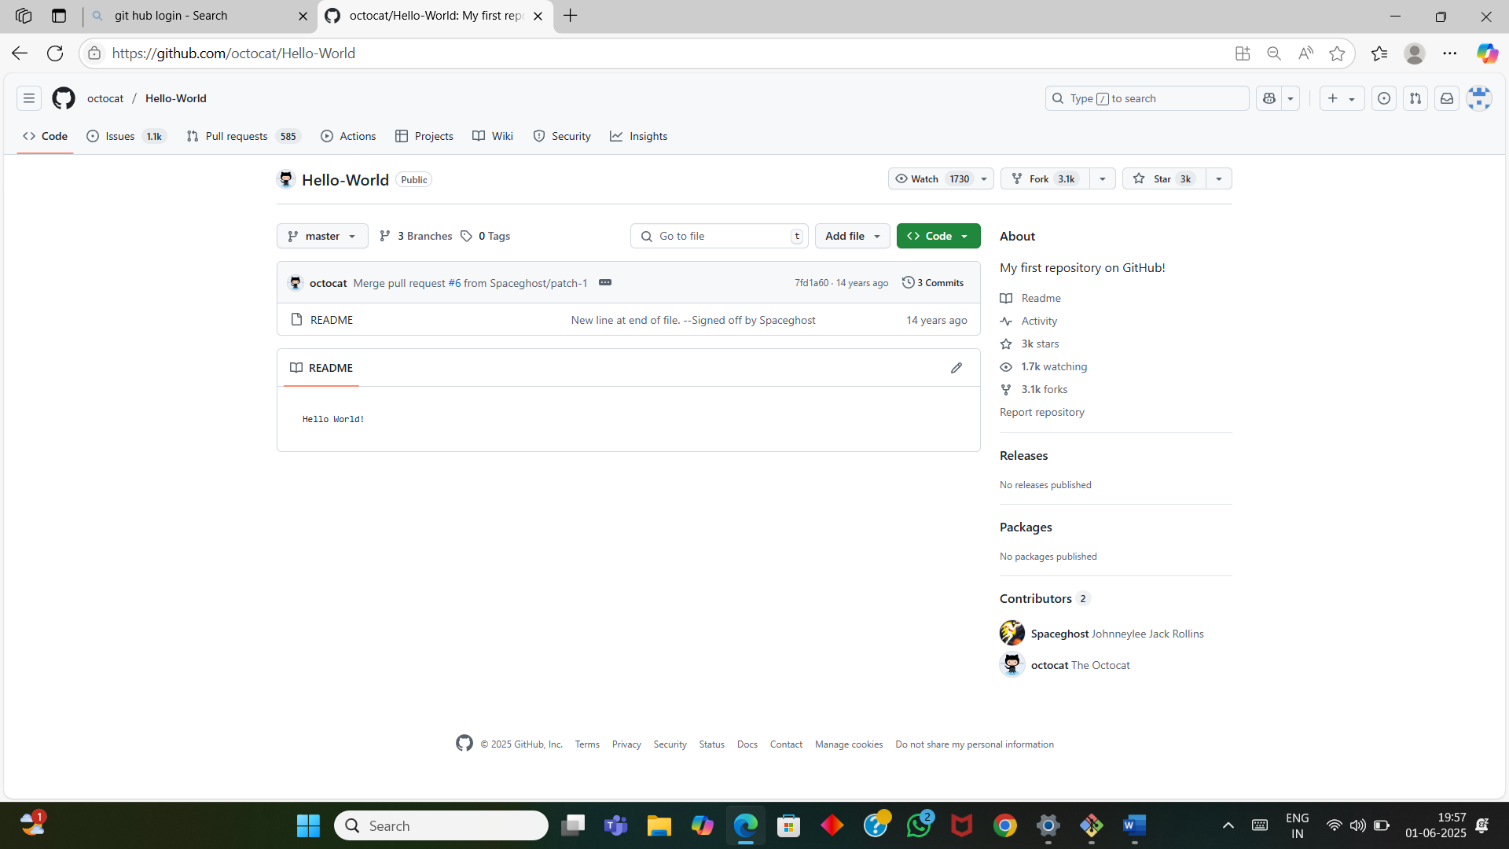 git hub login - Search
octocat/Hello-World: My first rep
https://github.com/octocat/Hello-World
octocat / Hello-World
Type / to search
Code Issues 1.1k Pull requests 585 Actions Projects Wiki Security Insights
Hello-World Public
Watch 1730 Fork 3.1k Star 3k
master 3 Branches 0 Tags
Go to file t
Add file
Code
octocat Merge pull request #6 from Spaceghost/patch-1
7fd1a60 · 14 years ago
3 Commits
README New line at end of file. --Signed off by Spaceghost 14 years ago
README
Hello World!
About
My first repository on GitHub!
Readme
Activity
3k stars
1.7k watching
3.1k forks
Report repository
Releases
No releases published
Packages
No packages published
Contributors 2
Spaceghost Johnneylee Jack Rollins
octocat The Octocat
© 2025 GitHub, Inc. Terms Privacy Security Status Docs Contact Manage cookies Do not share my personal information
1
Search
2
ENG
IN
19:57
01-06-2025